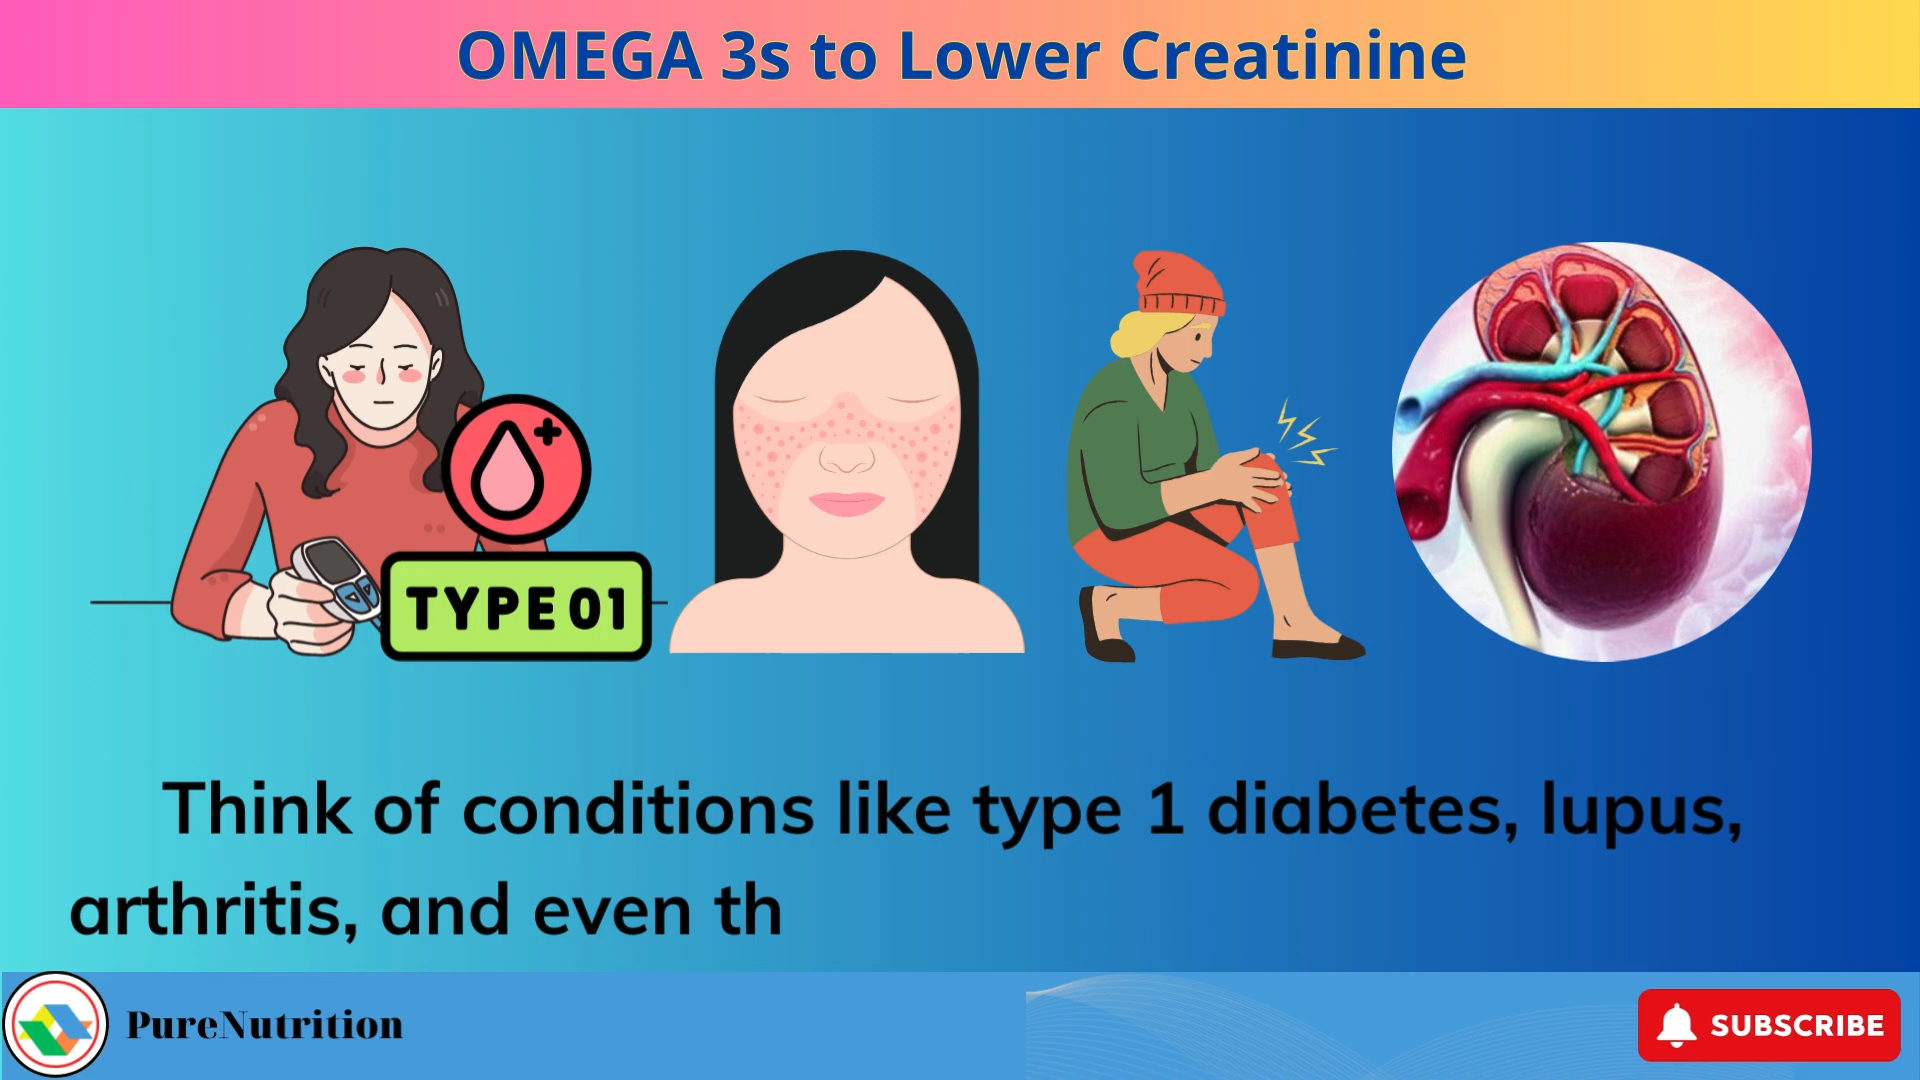 OMEGA 3s to Lower Creatinine
TYPE 01
Think of conditions like type 1 diabetes, lupus,
arthritis, and even th
PureNutrition
SUBSCRIBE